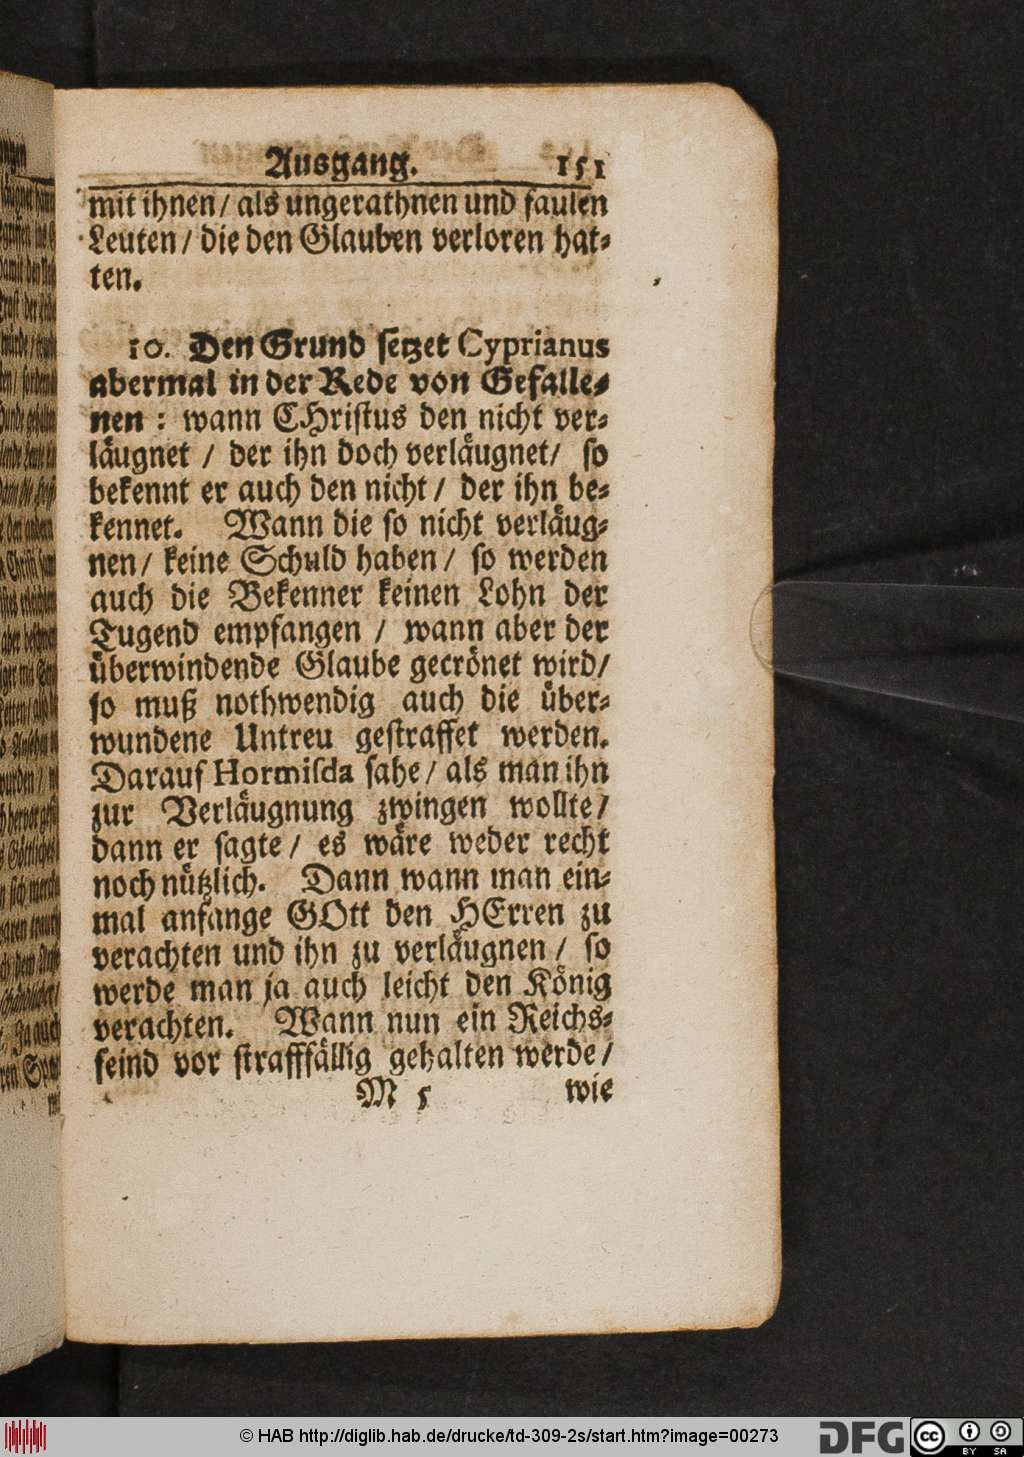 Ausgang. 151
mit ihnen / als ungerathnen und faulen
Leuten / die den Glauben verloren hat-
ten.
10. Den Grund setzet Cyprianus
abermal in der Rede von Gefalle-
nen : wann CHristus den nicht ver-
läugnet / der ihn doch verläugnet / so
bekennt er auch den nicht / der ihn be-
kennet. Wann die so nicht verläug-
nen / keine Schuld haben / so werden
auch die Bekenner keinen Lohn der
Tugend empfangen / wann aber der
überwindende Glaube gecrönet wird /
so muß nothwendig auch die über-
wundene Untreu gestraffet werden.
Darauf Hormisda sahe / als man ihn
zur Verläugnung zwingen wollte /
dann er sagte / es wäre weder recht
noch nützlich. Dann wann man ein-
mal anfange GOtt den HErren zu
verachten und ihn zu verläugnen / so
werde man ja auch leicht den König
verachten. Wann nun ein Reichs-
feind vor strafffällig gehalten werde /
M 5 wie
© HAB http://diglib.hab.de/drucke/td-309-2s/start.htm?image=00273
DFG
cc
BY SA